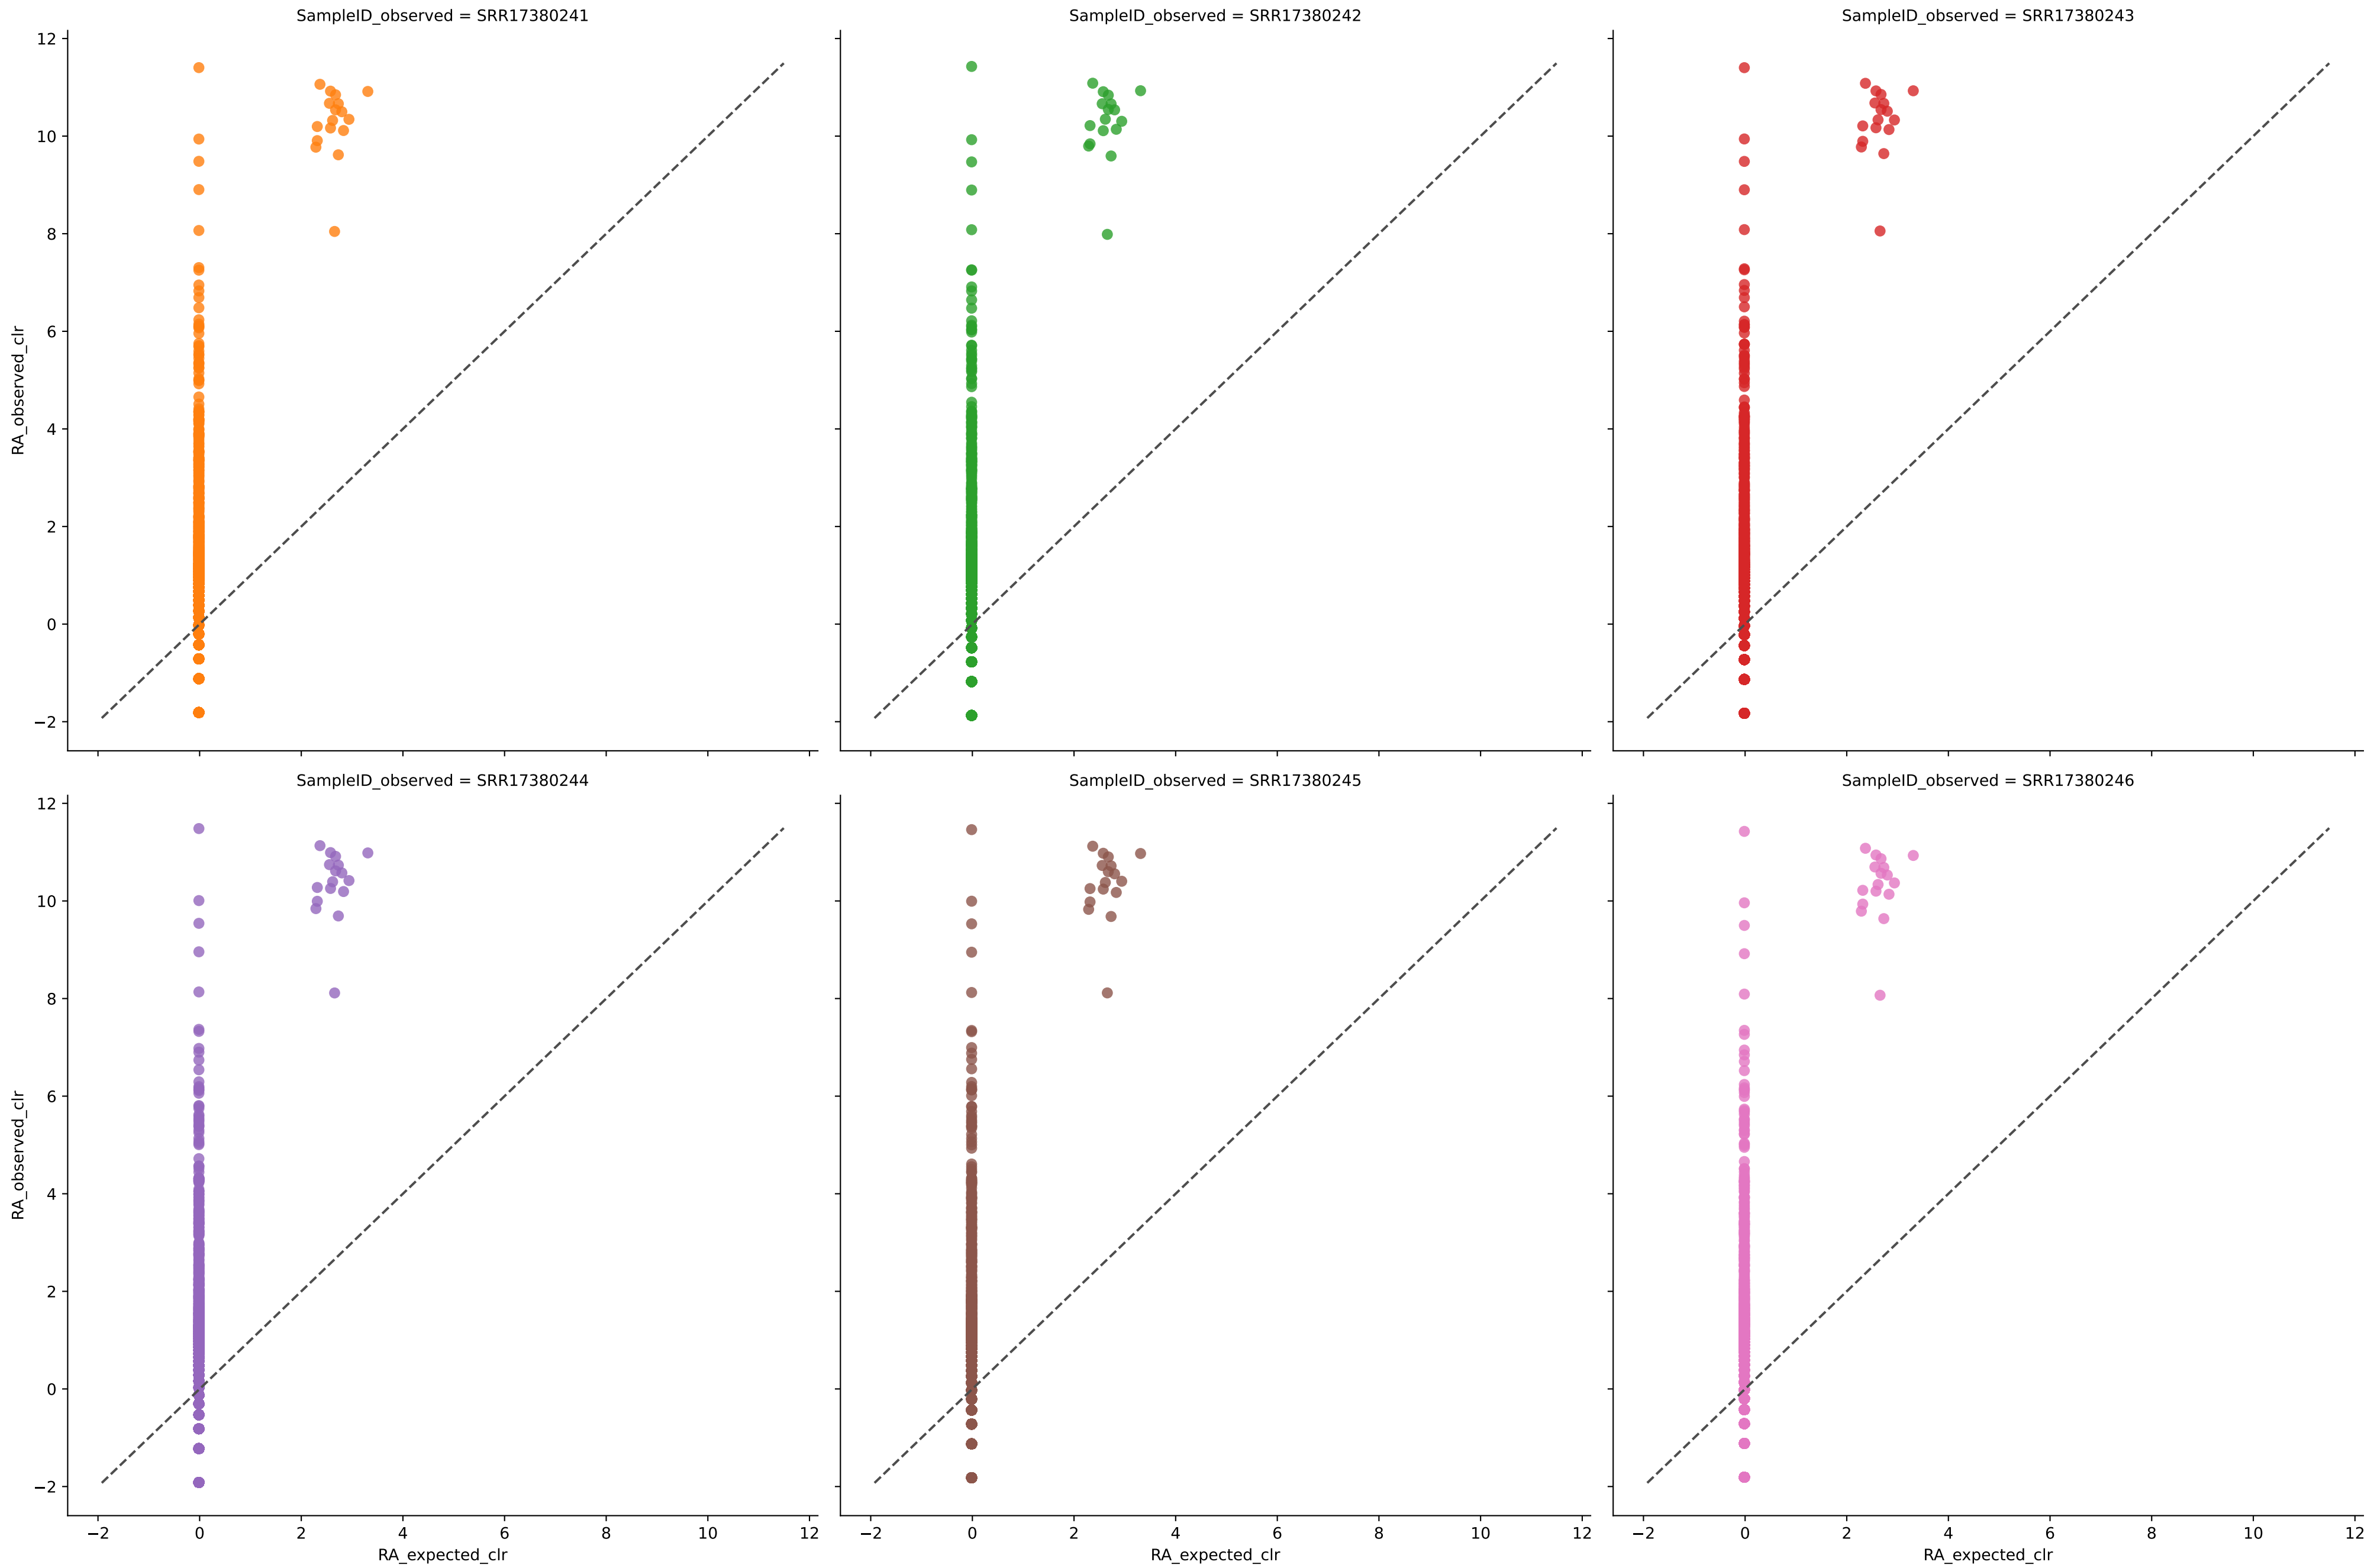 SampleID_observed = SRR17380241
SampleID_observed = SRR17380242
SampleID_observed = SRR17380243
12
10
8
6
4
2
0
−2
RA_observed_clr
SampleID_observed = SRR17380244
SampleID_observed = SRR17380245
SampleID_observed = SRR17380246
12
10
8
6
4
2
0
−2
RA_observed_clr
−2 0 2 4 6 8 10 12
−2 0 2 4 6 8 10 12
−2 0 2 4 6 8 10 12
RA_expected_clr
RA_expected_clr
RA_expected_clr